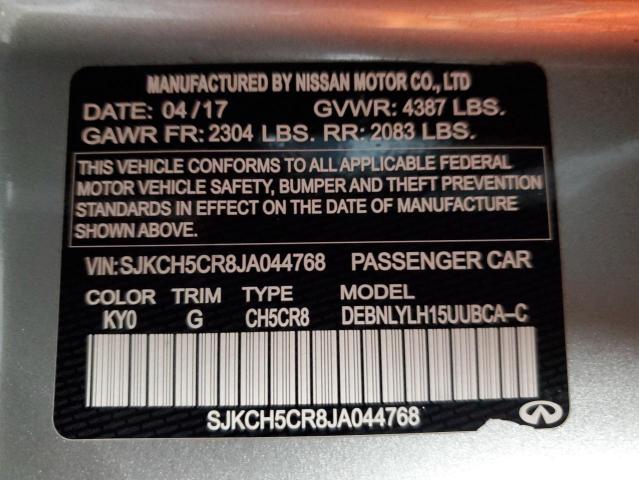 MANUFACTURED BY NISSAN MOTOR CO., LTD
DATE: 04/17 GVWR: 4387 LBS.
GAWR FR: 2304 LBS. RR: 2083 LBS.
THIS VEHICLE CONFORMS TO ALL APPLICABLE FEDERAL
MOTOR VEHICLE SAFETY, BUMPER AND THEFT PREVENTION
STANDARDS IN EFFECT ON THE DATE OF MANUFACTURE
SHOWN ABOVE.
VIN:SJKCH5CR8JA044768 PASSENGER CAR
COLOR TRIM TYPE MODEL
KY0 G CH5CR8 DEBNLYLH15UUBCA-C
SJKCH5CR8JA044768